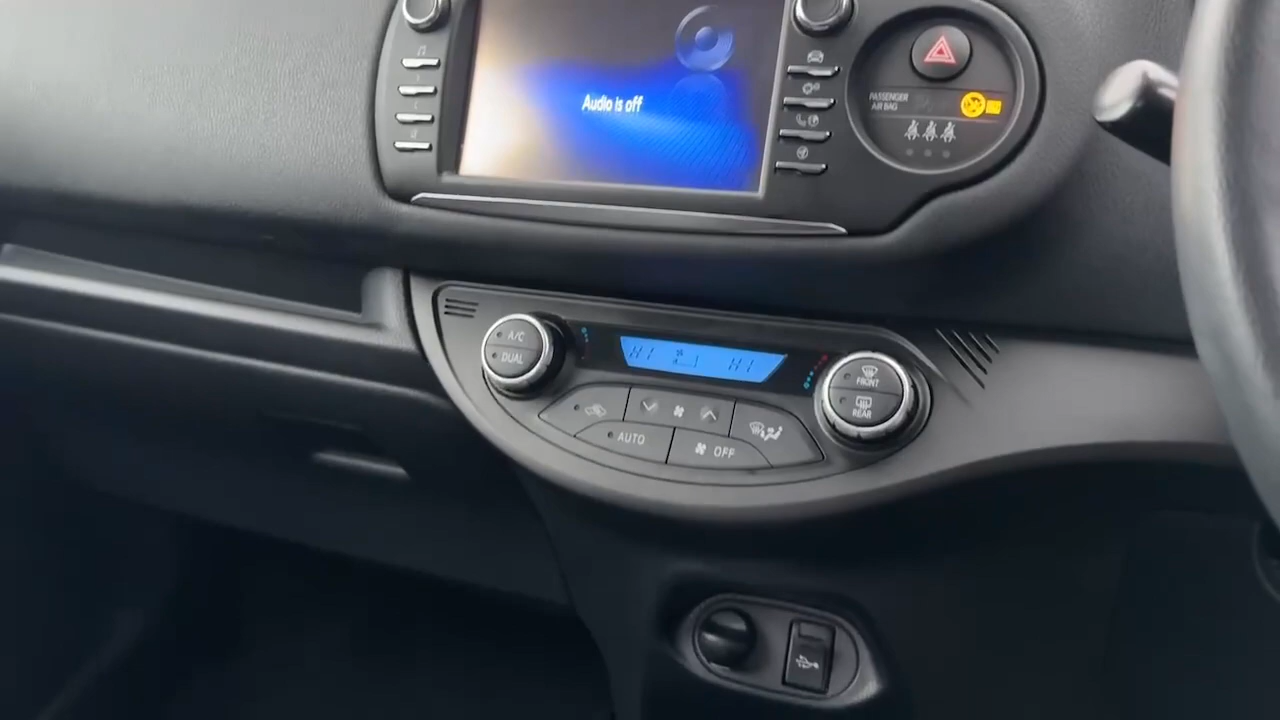 Audio is off
PASSENGER
AIR BAG
A/C
DUAL
HI
HI
FRONT
REAR
AUTO
OFF